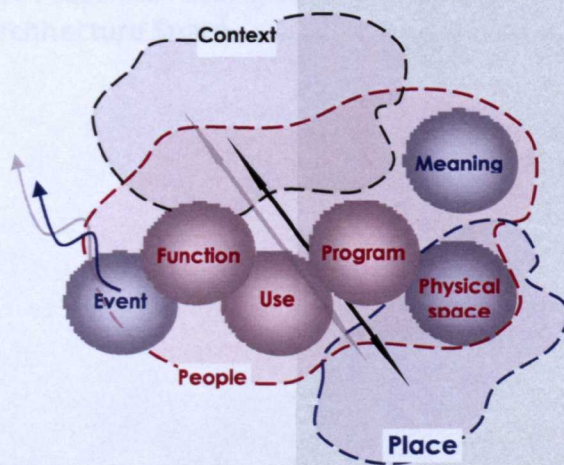 Context
Meaning
Function
Program
Event
Use
Physical
space
People
Place